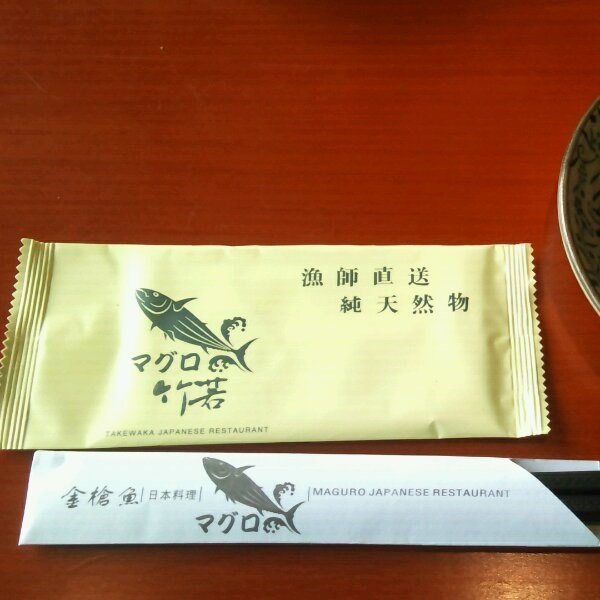 漁師直送
純天然物
マグロ
竹若
TAKEWAKA JAPANESE RESTAURANT
金槍魚 | 日本料理 | マグロ | MAGURO JAPANESE RESTAURANT